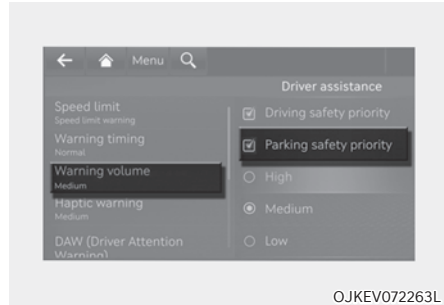 Menu
Driver assistance
Speed limit
Speed limit warning
Warning timing
Normal
Warning volume
Medium
Haptic warning
Medium
DAW (Driver Attention
Warning)
Driving safety priority
Parking safety priority
High
Medium
Low
OJKEV072263L